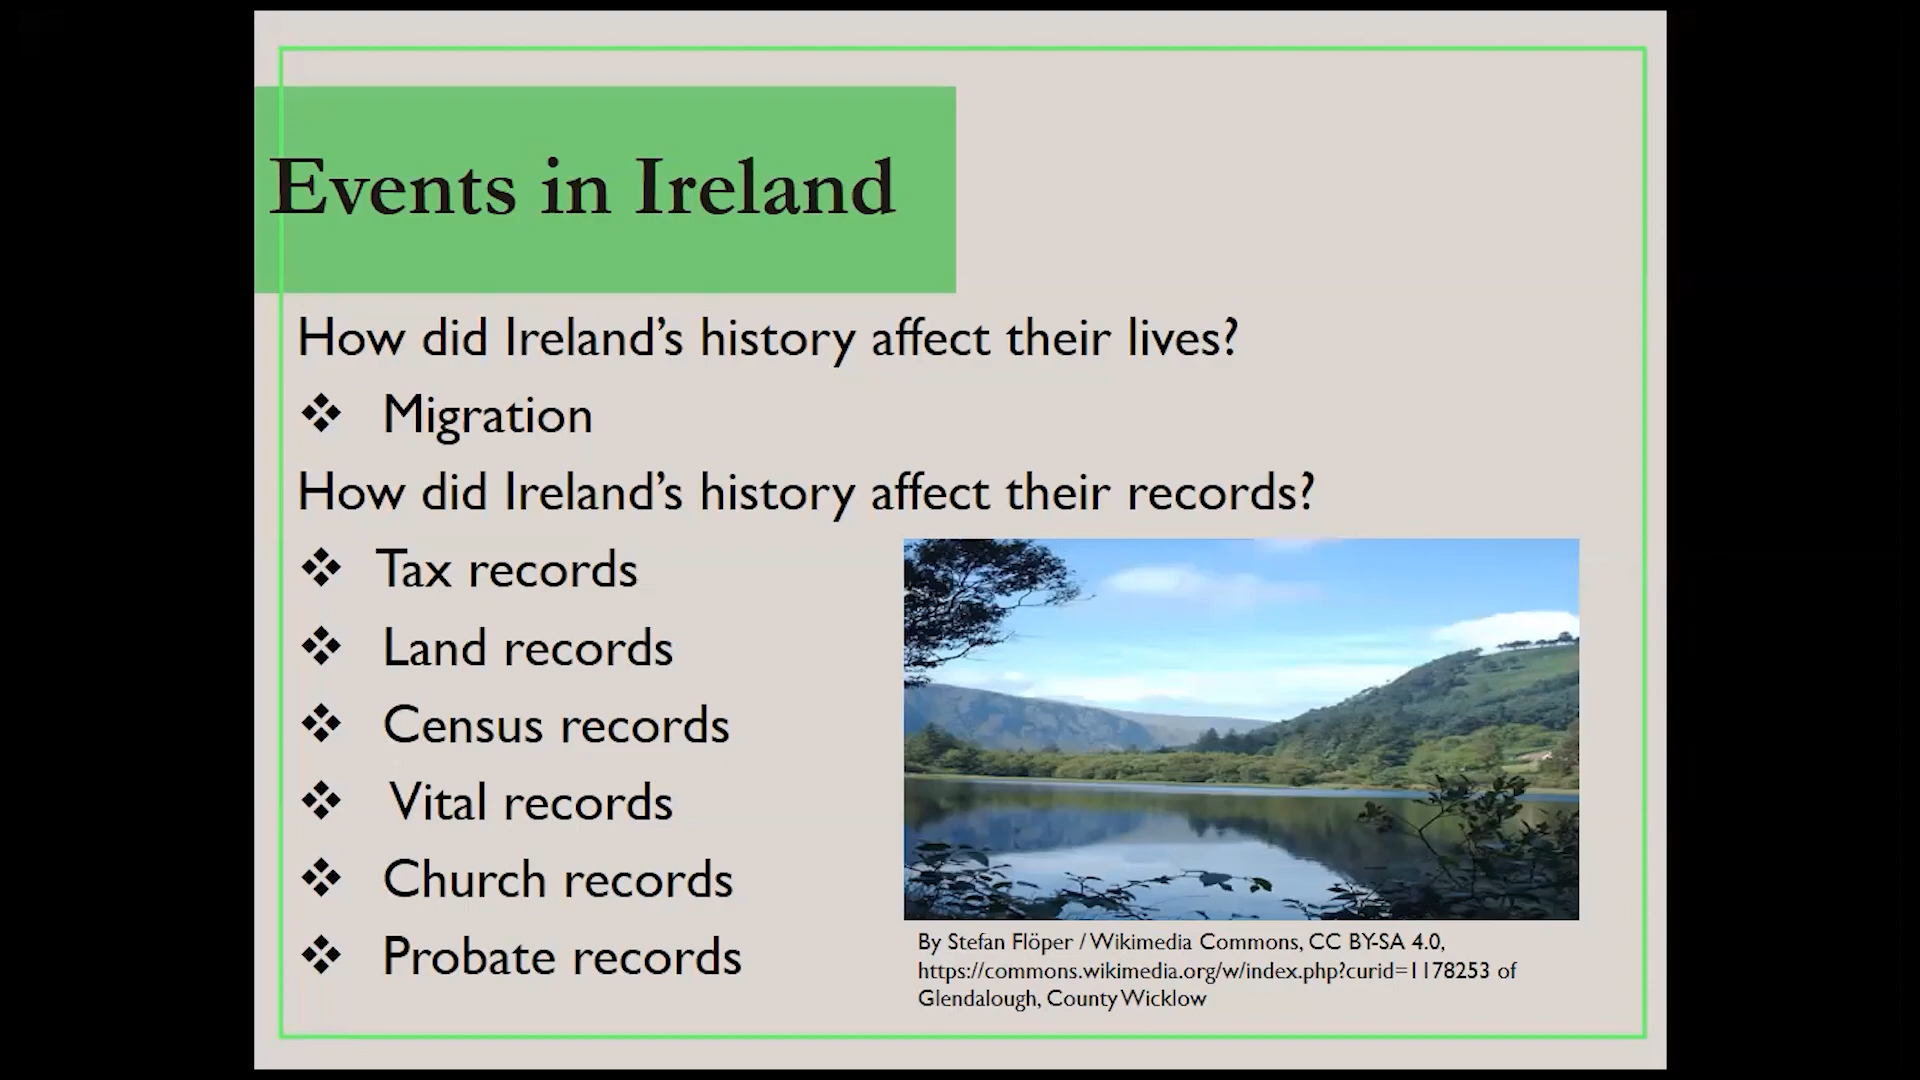 Events in Ireland
How did Ireland's history affect their lives?
❖ Migration
How did Ireland's history affect their records?
❖ Tax records
❖ Land records
❖ Census records
❖ Vital records
❖ Church records
❖ Probate records
By Stefan Flöper / Wikimedia Commons, CC BY-SA 4.0,
https://commons.wikimedia.org/w/index.php?curid=1178253 of
Glendalough, County Wicklow